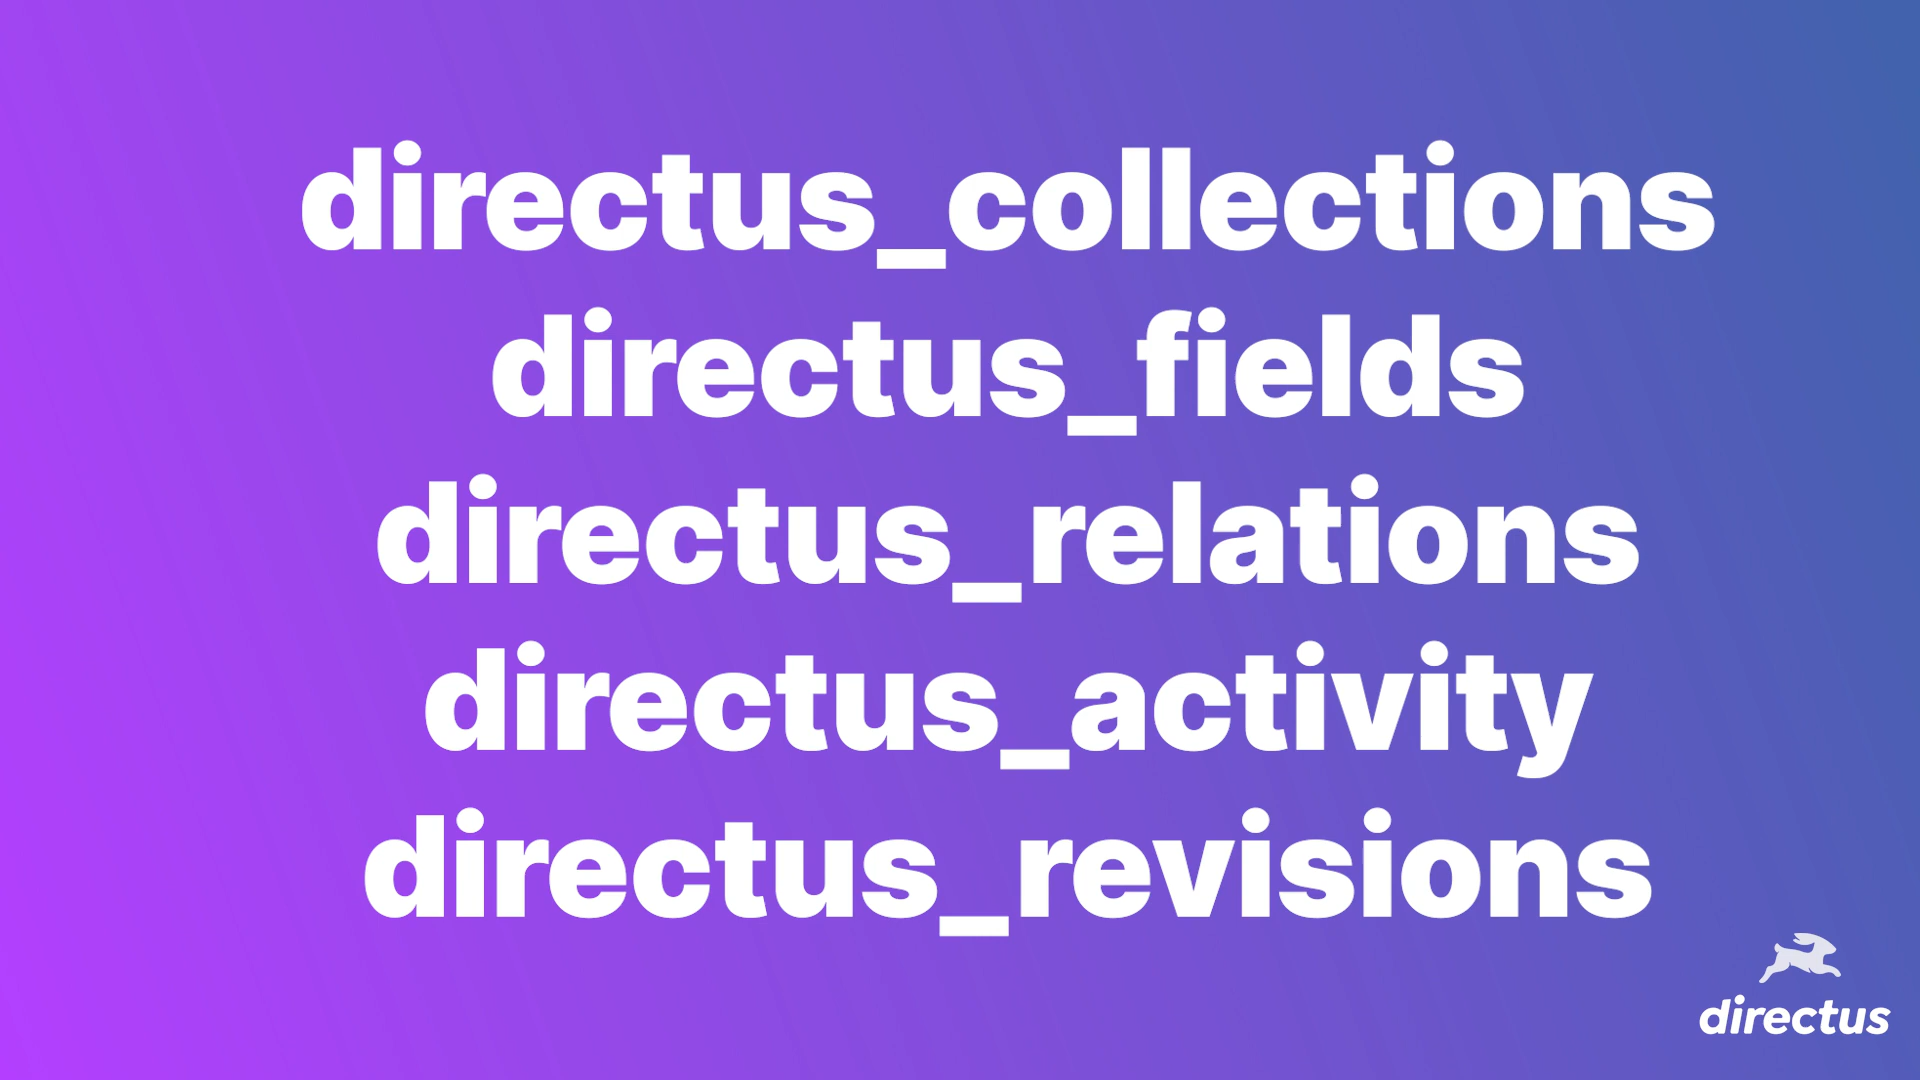 directus_collections
directus_fields
directus_relations
directus_activity
directus_revisions
directus